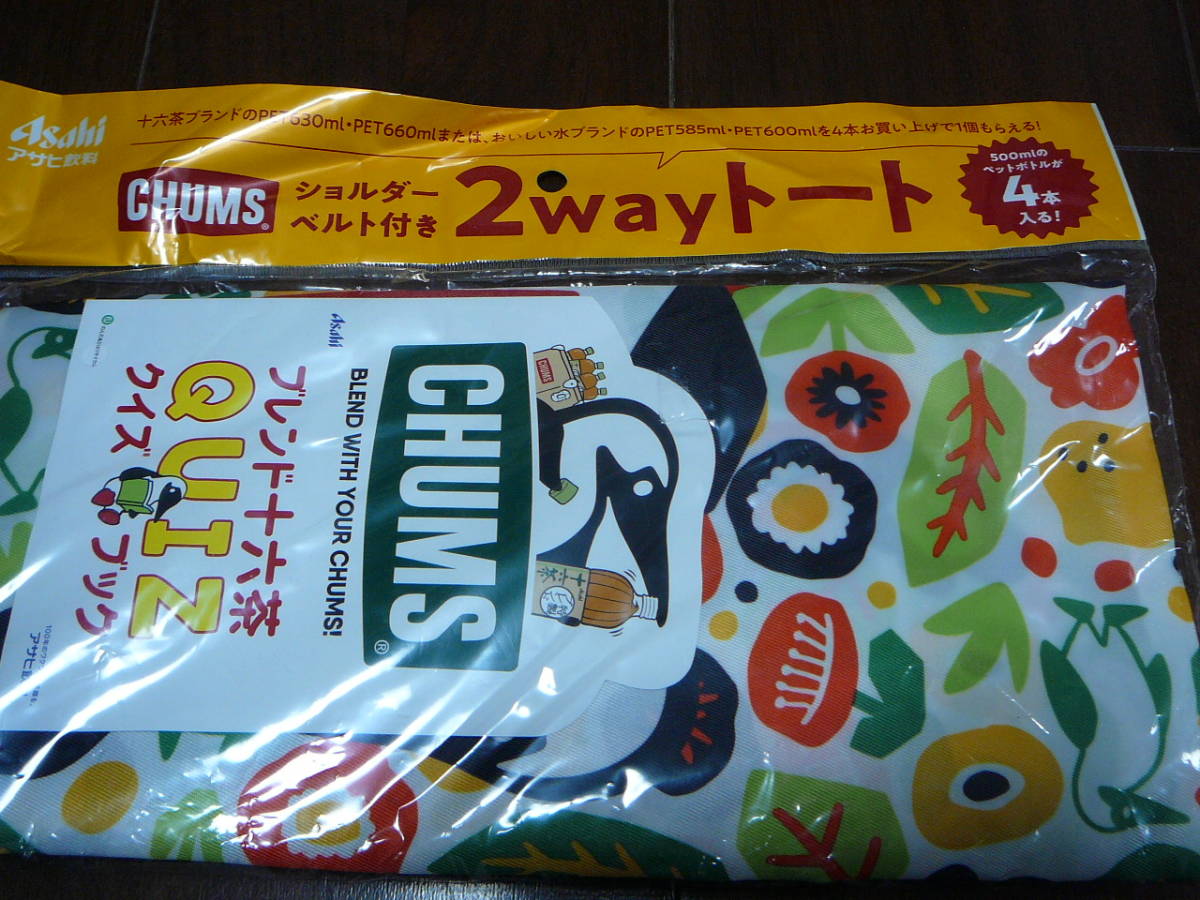 Asahi
アサヒ飲料
十六茶ブランドのPET630ml・PET660mlまたは、おいしい水ブランドのPET585ml・PET600mlを4本お買い上げで1個もらえる!
CHUMS®
ショルダー
ベルト付き
2wayトート
500mlの
ペットボトルが
4本
入る!
Asahi
CHUMS
BLEND WITH YOUR CHUMS!
CHUMS®
十六茶
ブレンド十六茶
QUIZ
クイズ ブック